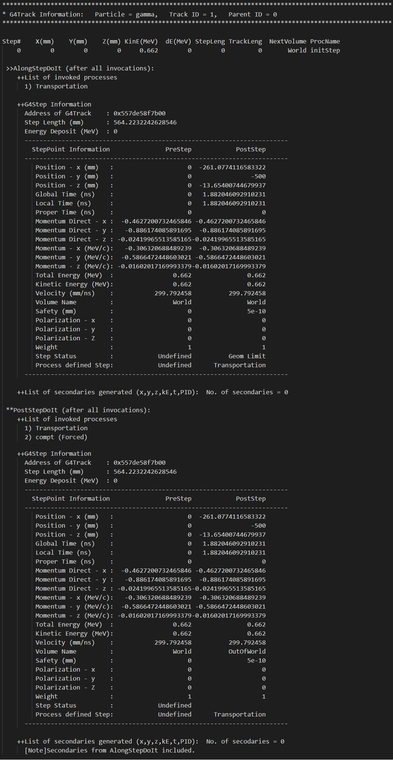 *********************************************************************************************************
* G4Track Information:   Particle = gamma,   Track ID = 1,   Parent ID = 0
*********************************************************************************************************
Step#    X(mm)    Y(mm)    Z(mm) KinE(MeV)  dE(MeV) StepLeng TrackLeng  NextVolume ProcName
0        0        0        0     0.662        0        0         0       World initStep
>>AlongStepDoIt (after all invocations):
++List of invoked processes
1) Transportation
++G4Step Information
Address of G4Track    : 0x557de58f7b00
Step Length (mm)      : 564.2232242628546
Energy Deposit (MeV)  : 0
-----------------------------------------------------------------------
StepPoint Information              PreStep           PostStep
-----------------------------------------------------------------------
Position - x (mm)   :                   0  -261.0774116583322
Position - y (mm)   :                   0               -500
Position - z (mm)   :                   0 -13.65400744679937
Global Time (ns)    :                   0  1.882046092910231
Local Time (ns)     :                   0  1.882046092910231
Proper Time (ns)    :                   0                  0
Momentum Direct - x : -0.4627200732465846 -0.4627200732465846
Momentum Direct - y :  -0.886174085891695  -0.886174085891695
Momentum Direct - z :-0.02419965513585165-0.02419965513585165
Momentum - x (MeV/c):  -0.306320688489239  -0.306320688489239
Momentum - y (MeV/c): -0.5866472448603021 -0.5866472448603021
Momentum - z (MeV/c):-0.01602017169993379-0.01602017169993379
Total Energy (MeV)  :               0.662              0.662
Kinetic Energy (MeV):               0.662              0.662
Velocity (mm/ns)    :          299.792458         299.792458
Volume Name         :               World              World
Safety (mm)         :                   0              5e-10
Polarization - x    :                   0                  0
Polarization - y    :                   0                  0
Polarization - Z    :                   0                  0
Weight              :                   1                  1
Step Status         :           Undefined         Geom Limit
Process defined Step:           Undefined     Transportation
-----------------------------------------------------------------------
++List of secondaries generated (x,y,z,kE,t,PID):  No. of secondaries = 0
**PostStepDoIt (after all invocations):
++List of invoked processes
1) Transportation
2) compt (Forced)
++G4Step Information
Address of G4Track    : 0x557de58f7b00
Step Length (mm)      : 564.2232242628546
Energy Deposit (MeV)  : 0
-----------------------------------------------------------------------
StepPoint Information              PreStep           PostStep
-----------------------------------------------------------------------
Position - x (mm)   :                   0  -261.0774116583322
Position - y (mm)   :                   0               -500
Position - z (mm)   :                   0 -13.65400744679937
Global Time (ns)    :                   0  1.882046092910231
Local Time (ns)     :                   0  1.882046092910231
Proper Time (ns)    :                   0                  0
Momentum Direct - x : -0.4627200732465846 -0.4627200732465846
Momentum Direct - y :  -0.886174085891695  -0.886174085891695
Momentum Direct - z :-0.02419965513585165-0.02419965513585165
Momentum - x (MeV/c):  -0.306320688489239  -0.306320688489239
Momentum - y (MeV/c): -0.5866472448603021 -0.5866472448603021
Momentum - z (MeV/c):-0.01602017169993379-0.01602017169993379
Total Energy (MeV)  :               0.662              0.662
Kinetic Energy (MeV):               0.662              0.662
Velocity (mm/ns)    :          299.792458         299.792458
Volume Name         :               World         OutOfWorld
Safety (mm)         :                   0              5e-10
Polarization - x    :                   0                  0
Polarization - y    :                   0                  0
Polarization - Z    :                   0                  0
Weight              :                   1                  1
Step Status         :           Undefined
Process defined Step:           Undefined     Transportation
-----------------------------------------------------------------------
++List of secondaries generated (x,y,z,kE,t,PID):  No. of secodaries = 0
[Note]Secondaries from AlongStepDoIt included.